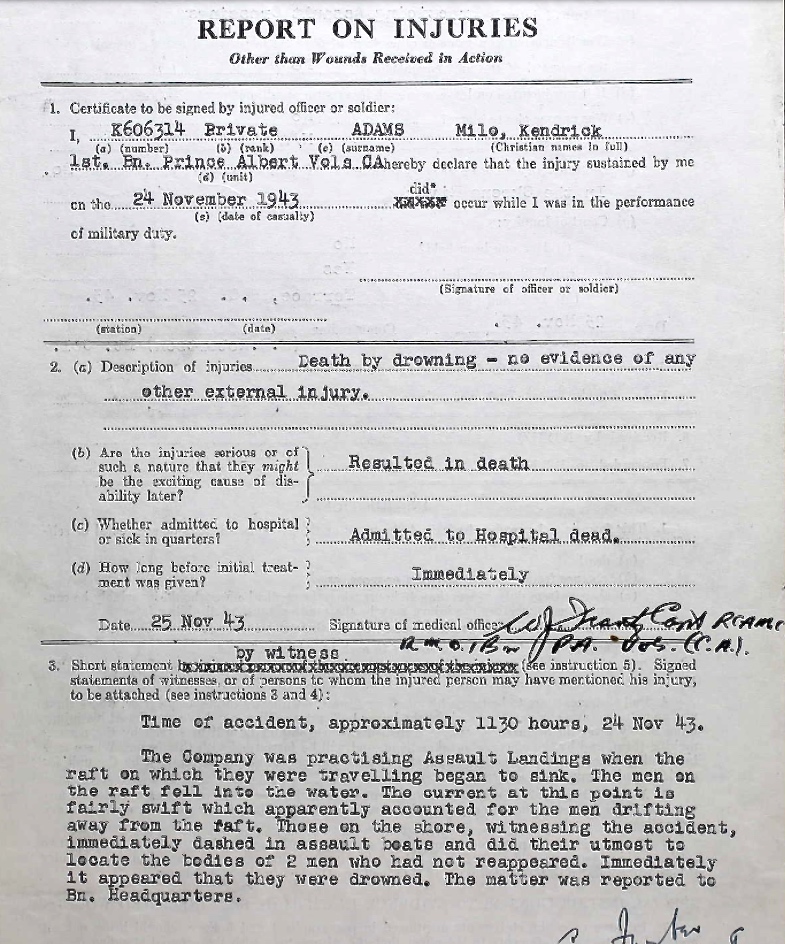 REPORT ON INJURIES
Other than Wounds Received in Action
1. Certificate to be signed by injured officer or soldier:
I, K606314 Private ADAMS Milo, Kendrick
(a) (number) (b) (rank) (c) (surname) (Christian names in full)
1st. Bn. Prince Albert Vols CA hereby declare that the injury sustained by me
(d) (unit)
did*
on the 24 November 1943 occur while I was in the performance
(e) (date of casualty)
of military duty.
(Signature of officer or soldier)
(station) (date)
2. (a) Description of injuries Death by drowning - no evidence of any
other external injury.
(b) Are the injuries serious or of
such a nature that they might
be the exciting cause of dis-
ability later?
Resulted in death
(c) Whether admitted to hospital
or sick in quarters?
Admitted to Hospital dead.
(d) How long before initial treat-
ment was given?
Immediately
Date 25 Nov 43 Signature of medical officer Capt RCAMC
R.M.O. 1 Bn P.A. Vols. (C.A.).
by witness
3. Short statement (see instruction 5). Signed
statements of witnesses, or of persons to whom the injured person may have mentioned his injury,
to be attached (see instructions 3 and 4):
Time of accident, approximately 1130 hours, 24 Nov 43.
The Company was practising Assault Landings when the
raft on which they were travelling began to sink. The men on
the raft fell into the water. The current at this point is
fairly swift which apparently accounted for the men drifting
away from the raft. Those on the shore, witnessing the accident,
immediately dashed in assault boats and did their utmost to
locate the bodies of 2 men who had not reappeared. Immediately
it appeared that they were drowned. The matter was reported to
Bn. Headquarters.